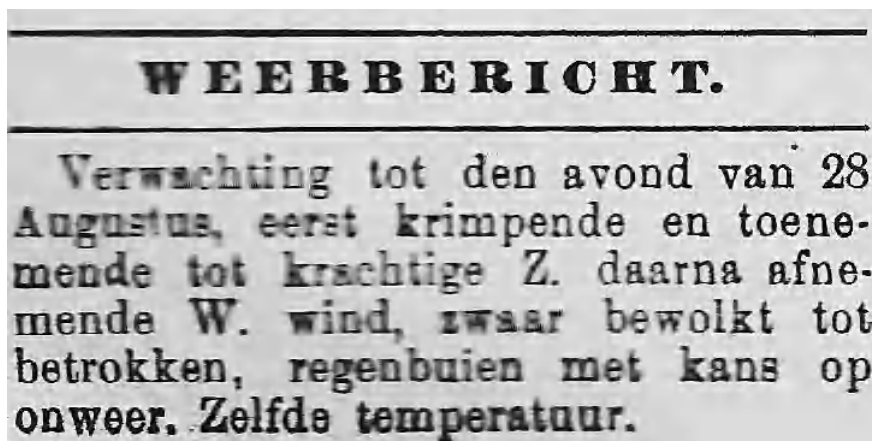 WEERBERICHT.
Verwachting tot den avond van 28
Augustus, eerst krimpende en toene-
mende tot krachtige Z. daarna afne-
mende W. wind, zwaar bewolkt tot
betrokken, regenbuien met kans op
onweer. Zelfde temperatuur.